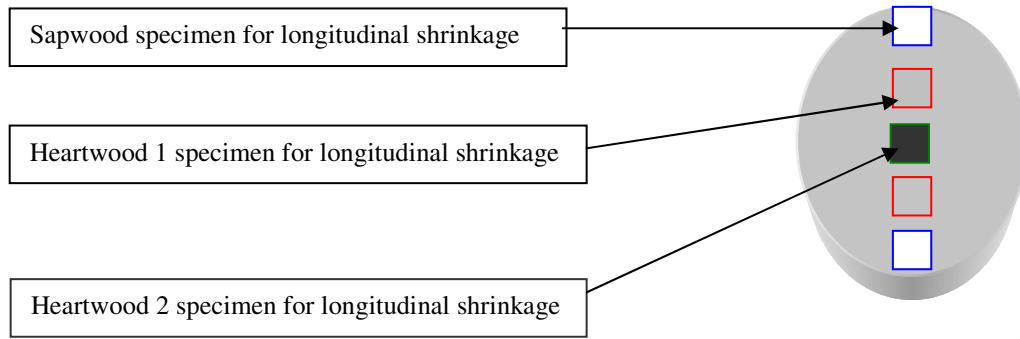 Sapwood specimen for longitudinal shrinkage
Heartwood 1 specimen for longitudinal shrinkage
Heartwood 2 specimen for longitudinal shrinkage